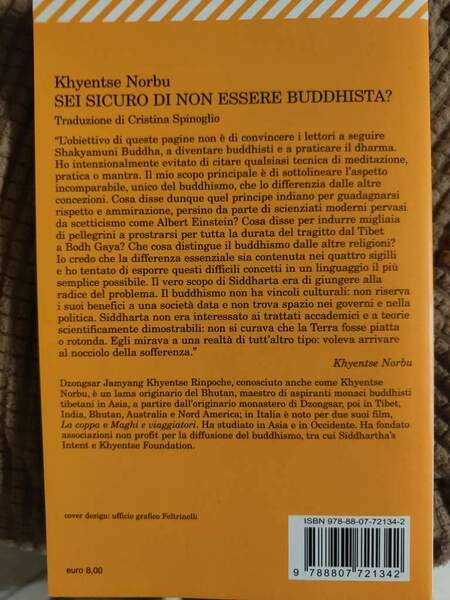 Khyentse Norbu
SEI SICURO DI NON ESSERE BUDDHISTA?
Traduzione di Cristina Spinoglio
"L'obiettivo di queste pagine non è di convincere i lettori a seguire
Shakyamuni Buddha, a diventare buddhisti e a praticare il dharma.
Ho intenzionalmente evitato di citare qualsiasi tecnica di meditazione,
pratica o mantra. Il mio scopo principale è di sottolineare l'aspetto
incomparabile, unico del buddhismo, che lo differenzia dalle altre
concezioni. Cosa disse dunque quel principe indiano per guadagnarsi
rispetto e ammirazione, persino da parte di scienziati moderni pervasi
da scetticismo come Albert Einstein? Cosa disse per indurre migliaia
di pellegrini a prostrarsi per tutta la durata del tragitto dal Tibet
a Bodh Gaya? Che cosa distingue il buddhismo dalle altre religioni?
Io credo che la differenza essenziale sia contenuta nei quattro sigilli
e ho tentato di esporre questi difficili concetti in un linguaggio il più
semplice possibile. Il vero scopo di Siddharta era di giungere alla
radice del problema. Il buddhismo non ha vincoli culturali: non riserva
i suoi benefici a una società data e non trova spazio nei governi e nella
politica. Siddharta non era interessato ai trattati accademici e a teorie
scientificamente dimostrabili: non si curava che la Terra fosse piatta
o rotonda. Egli mirava a una realtà di tutt'altro tipo: voleva arrivare
al nocciolo della sofferenza."
Khyentse Norbu
Dzongsar Jamyang Khyentse Rinpoche, conosciuto anche come Khyentse
Norbu, è un lama originario del Bhutan, maestro di aspiranti monaci buddhisti
tibetani in Asia, a partire dall'originario monastero di Dzongsar, poi in Tibet,
India, Bhutan, Australia e Nord America; in Italia è noto per due suoi film,
La coppa e Maghi e viaggiatori. Ha studiato in Asia e in Occidente. Ha fondato
associazioni non profit per la diffusione del buddhismo, tra cui Siddhartha's
Intent e Khyentse Foundation.
cover design: ufficio grafico Feltrinelli
euro 8,00
ISBN 978-88-07-72134-2
9 788807 721342